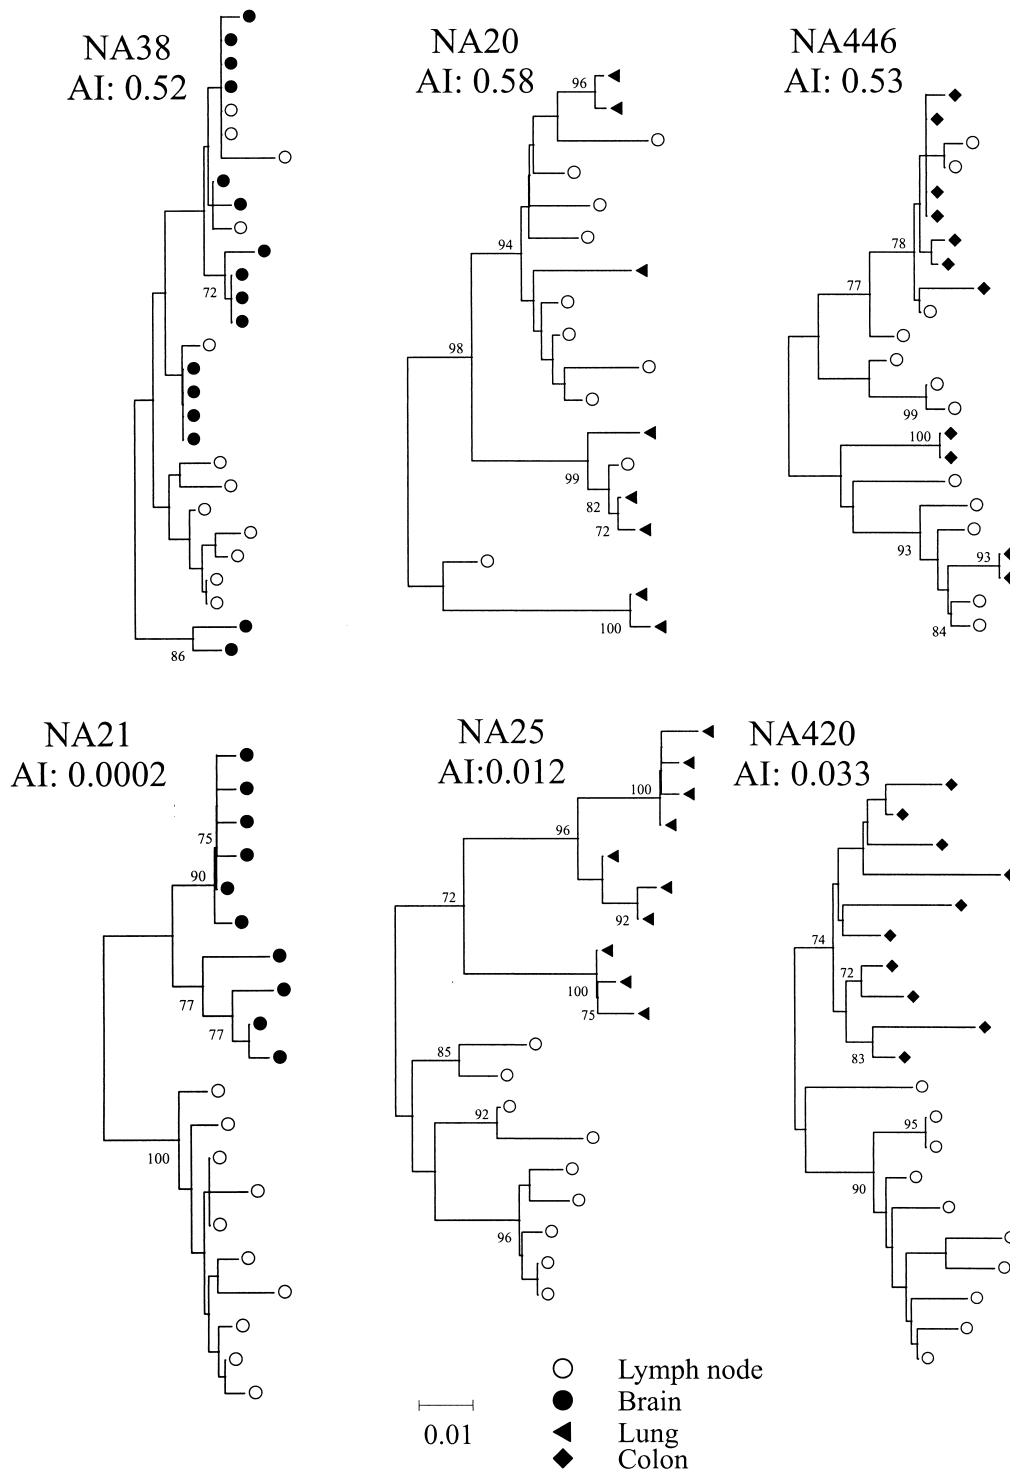 NA38
AI: 0.52
72
86
NA20
AI: 0.58
96
94
98
99
82
72
100
NA446
AI: 0.53
78
77
99
100
93
93
84
NA21
AI: 0.0002
75
90
77
77
100
NA25
AI:0.012
100
96
72
92
100
75
85
92
96
NA420
AI: 0.033
74
72
83
95
90
0.01
Lymph node
Brain
Lung
Colon